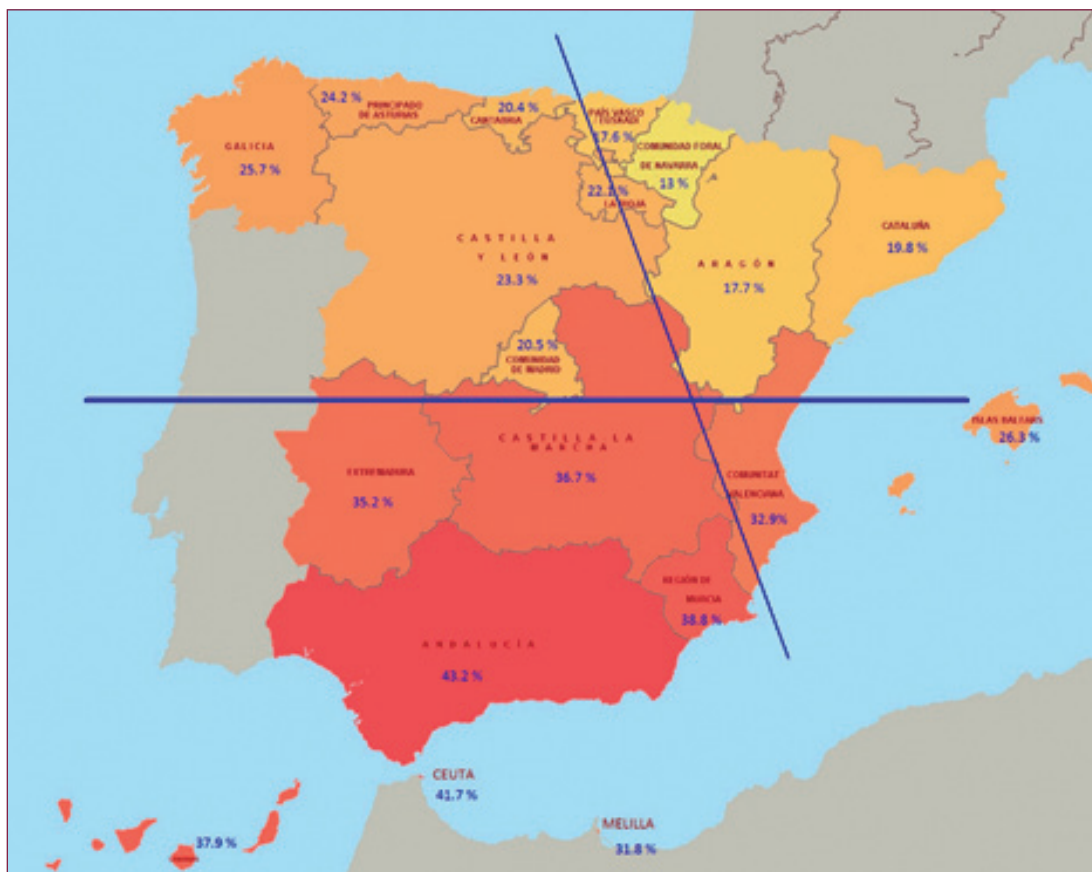 24.2 %
PRINCIPADO
DE ASTURIAS
20.4 %
CANTABRIA
PAÍS VASCO
EUSKADI
17.6 %
GALICIA
25.7 %
COMUNIDAD FORAL
DE NAVARRA
13 %
22.1 %
LA RIOJA
CATALUÑA
19.8 %
CASTILLA
Y LEÓN
23.3 %
ARAGÓN
17.7 %
20.5 %
COMUNIDAD
DE MADRID
ISLAS BALEARS
26.3 %
CASTILLA LA
MANCHA
36.7 %
EXTREMADURA
35.2 %
COMUNITAT
VALENCIANA
32.9%
REGIÓN DE
MURCIA
38.8 %
ANDALUCÍA
43.2 %
CEUTA
41.7 %
MELILLA
31.8 %
37.9 %